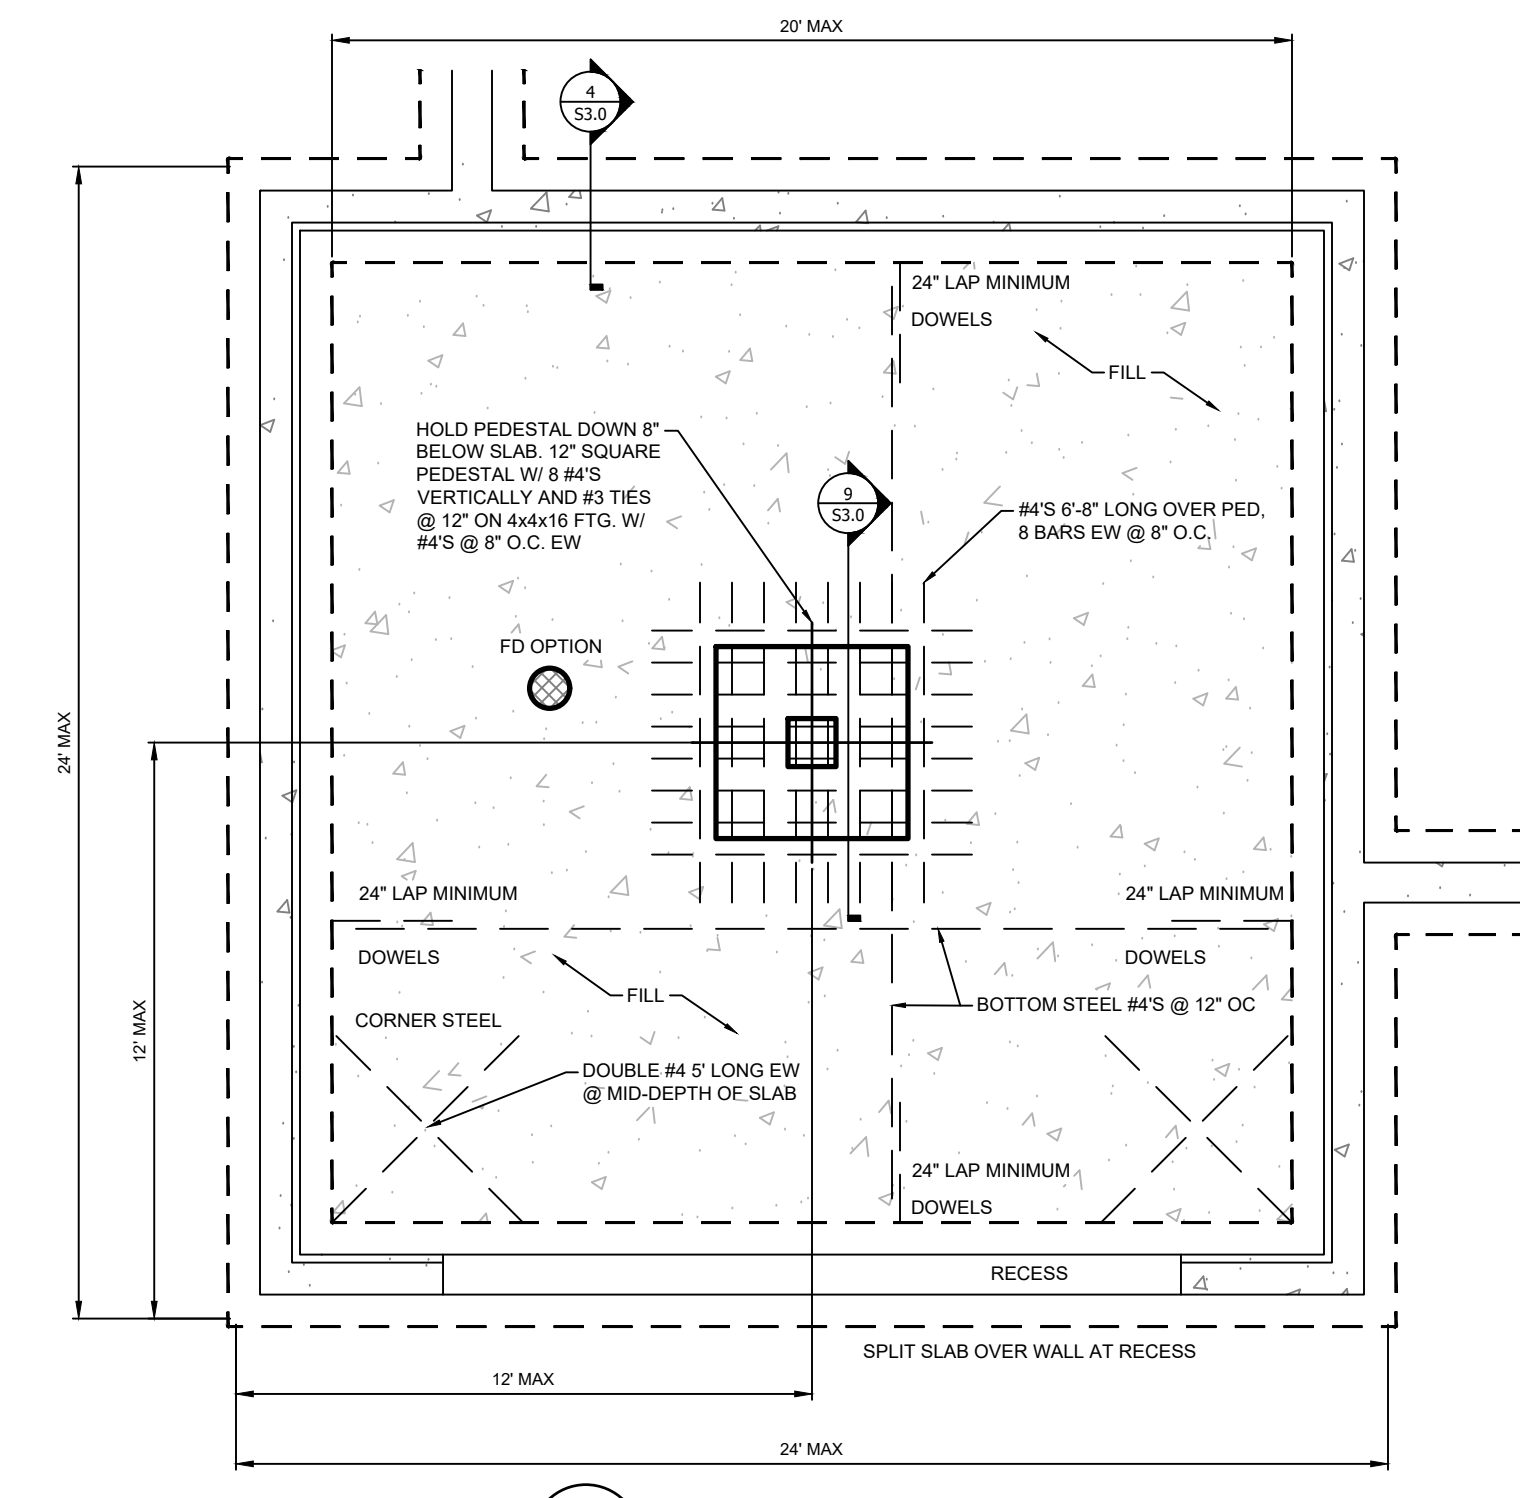 20' MAX
4
S3.0
24" LAP MINIMUM
DOWELS
FILL
HOLD PEDESTAL DOWN 8"
BELOW SLAB. 12" SQUARE
PEDESTAL W/ 8 #4'S
VERTICALLY AND #3 TIES
@ 12" ON 4x4x16 FTG. W/
#4'S @ 8" O.C. EW
9
S3.0
#4'S 6'-8" LONG OVER PED,
8 BARS EW @ 8" O.C.
FD OPTION
24' MAX
24" LAP MINIMUM
24" LAP MINIMUM
DOWELS
DOWELS
FILL
BOTTOM STEEL #4'S @ 12" OC
12' MAX
CORNER STEEL
DOUBLE #4 5' LONG EW
@ MID-DEPTH OF SLAB
24" LAP MINIMUM
DOWELS
RECESS
SPLIT SLAB OVER WALL AT RECESS
12' MAX
24' MAX